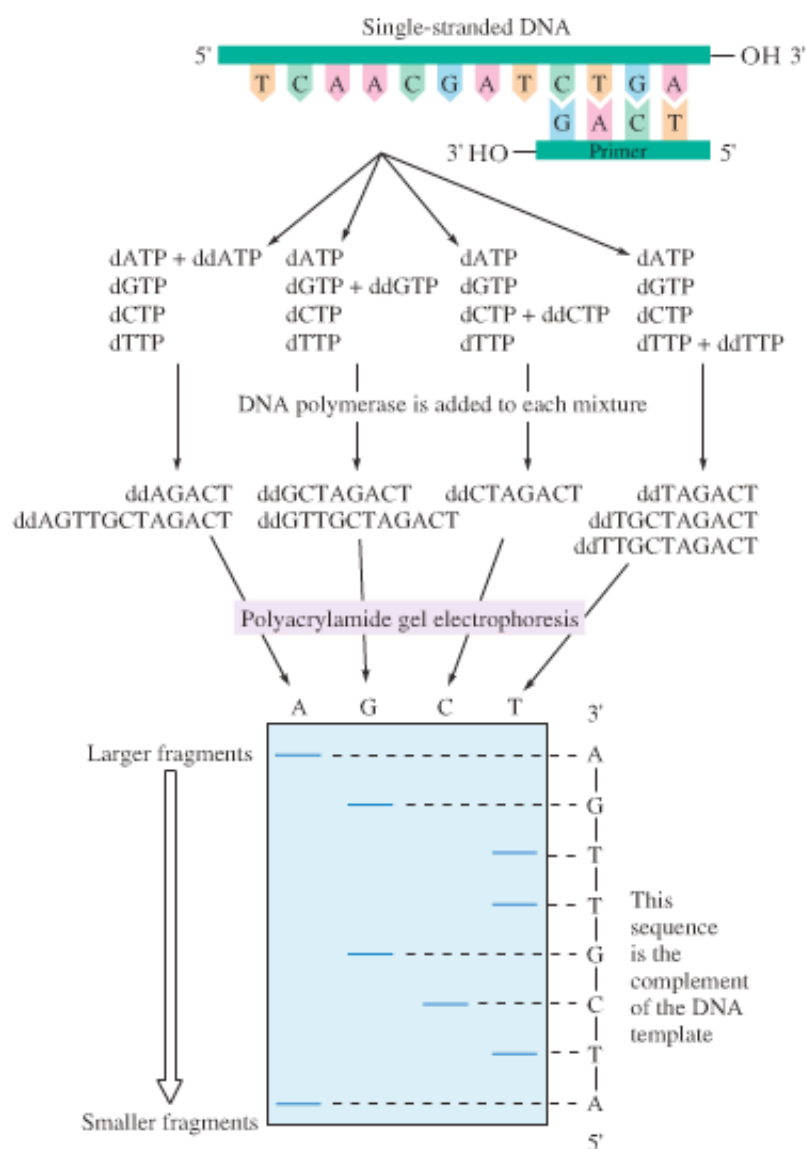 Single-stranded DNA
5' OH 3'
T C A A C G A T C T G A
G A C T
3' HO Primer 5'
dATP + ddATP dATP dATP dATP
dGTP dGTP + ddGTP dGTP dGTP
dCTP dCTP dCTP + ddCTP dCTP
dTTP dTTP dTTP dTTP + ddTTP
DNA polymerase is added to each mixture
ddAGACT ddGCTAGACT ddCTAGACT ddTAGACT
ddAGTTGCTAGACT ddGTTGCTAGACT ddTGCTAGACT
ddTTGCTAGACT
Polyacrylamide gel electrophoresis
A G C T 3'
Larger fragments A
G
T
T
G
C
T
A
Smaller fragments
5'
This
sequence
is the
complement
of the DNA
template